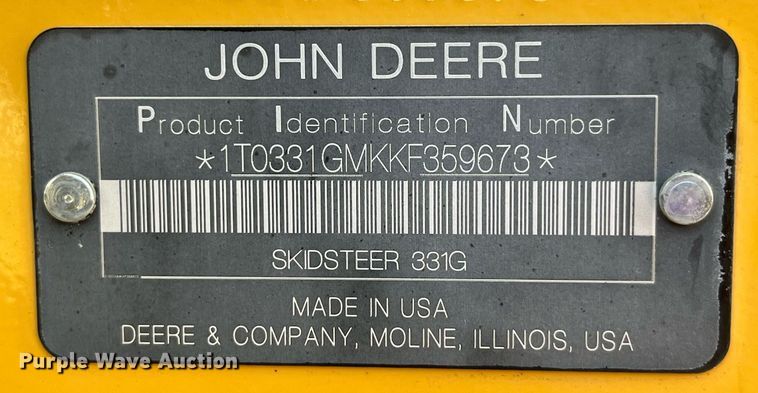 JOHN DEERE
Product Identification Number
*1T0331GMKKF359673*
SKIDSTEER 331G
MADE IN USA
DEERE & COMPANY, MOLINE, ILLINOIS, USA
Purple Wave Auction